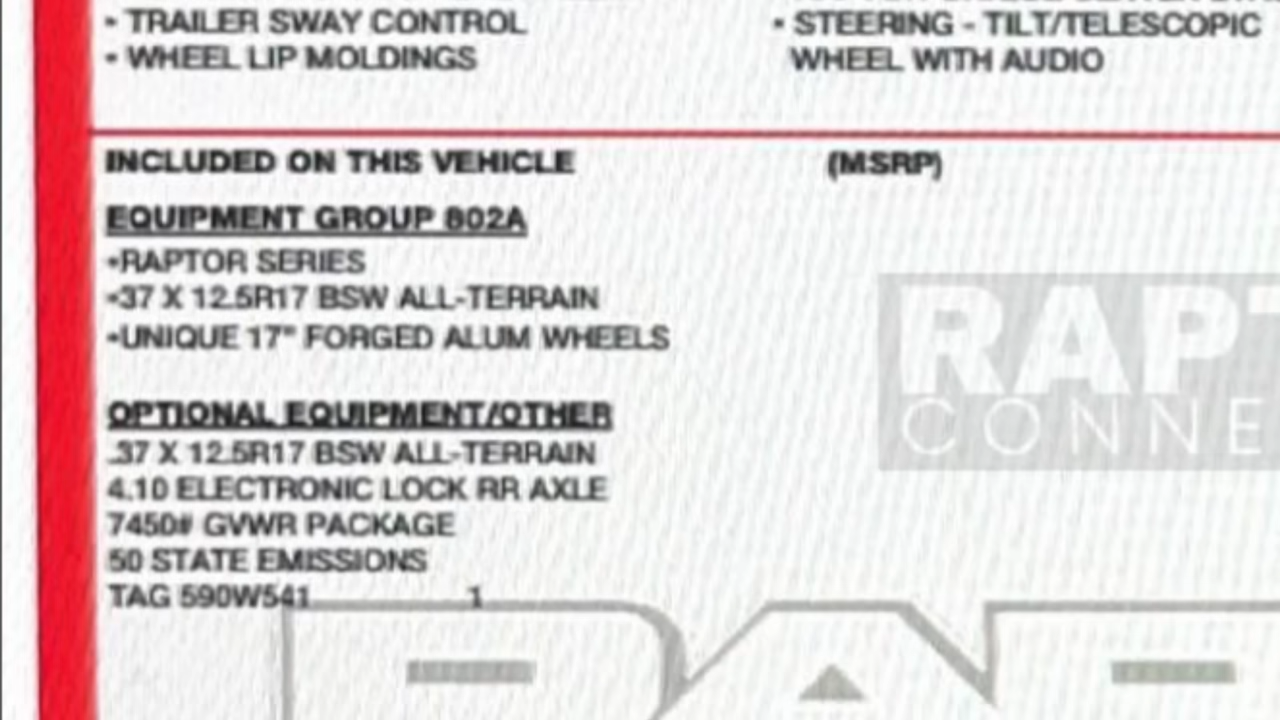 • TRAILER SWAY CONTROL
• WHEEL LIP MOLDINGS
• STEERING - TILT/TELESCOPIC
WHEEL WITH AUDIO
INCLUDED ON THIS VEHICLE (MSRP)
EQUIPMENT GROUP 802A
•RAPTOR SERIES
•37 X 12.5R17 BSW ALL-TERRAIN
•UNIQUE 17" FORGED ALUM WHEELS
OPTIONAL EQUIPMENT/OTHER
.37 X 12.5R17 BSW ALL-TERRAIN
4.10 ELECTRONIC LOCK RR AXLE
7450# GVWR PACKAGE
50 STATE EMISSIONS
TAG 590W541 1
RAPT
CONNE